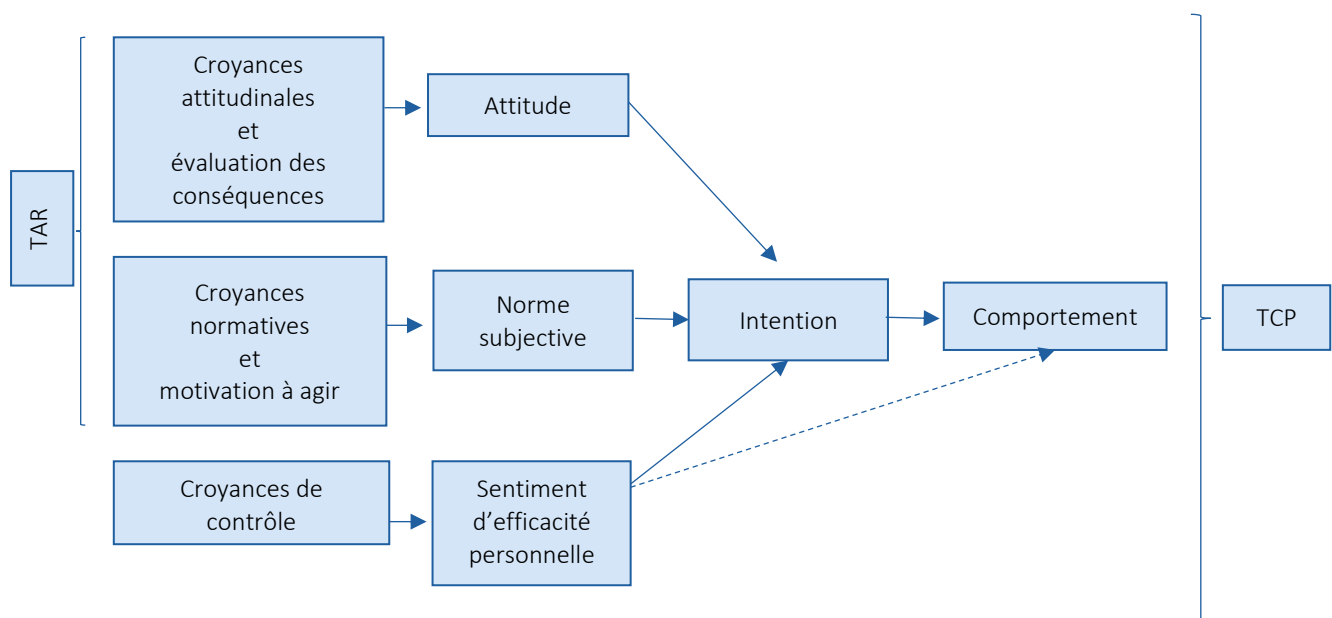 TAR
Croyances
attitudinales
et
évaluation des
conséquences
Attitude
Croyances
normatives
et
motivation à agir
Norme
subjective
Intention
Comportement
TCP
Croyances de
contrôle
Sentiment
d’efficacité
personnelle